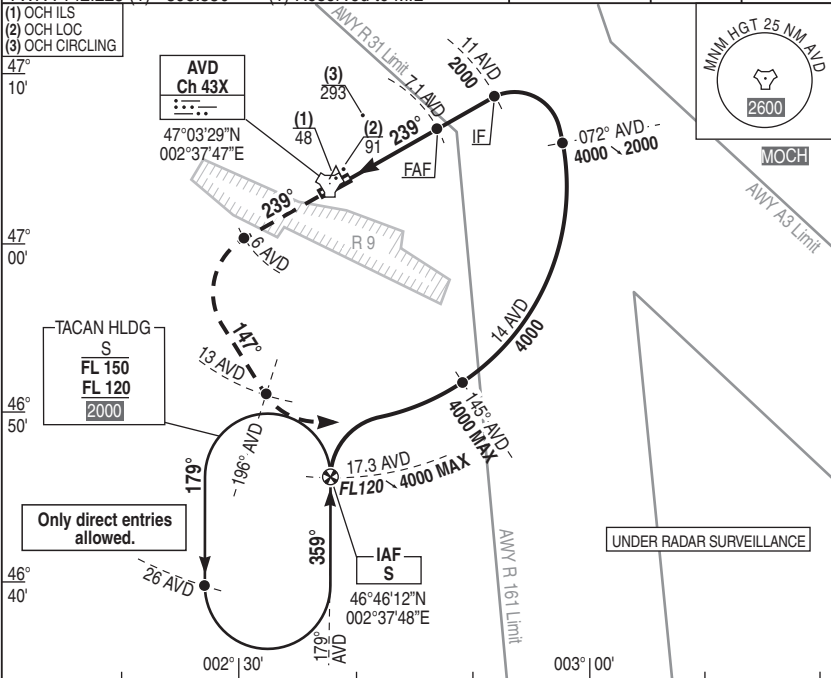 (1) OCH ILS
(2) OCH LOC
(3) OCH CIRCLING
47°
10'
AWY R 31 Limit
11 AVD
2000
7.1 AVD
MNM HGT 25 NM AVD
2600
AVD
Ch 43X
47°03'29"N
002°37'47"E
(3)
293
(1)
48
(2)
91
239°
FAF
IF
072° AVD
4000 ↘ 2000
MOCH
AWY A3 Limit
239°
R 9
47°
00'
6 AVD
147°
14 AVD
4000
TACAN HLDG
S
FL 150
FL 120
2000
13 AVD
46°
50'
196° AVD
145° AVD
4000 MAX
17.3 AVD
FL120 ↘ 4000 MAX
179°
359°
Only direct entries
allowed.
IAF
S
46°46'12"N
002°37'48"E
UNDER RADAR SURVEILLANCE
AWY R 161 Limit
26 AVD
46°
40'
179°
AVD
002° 30'
003° 00'